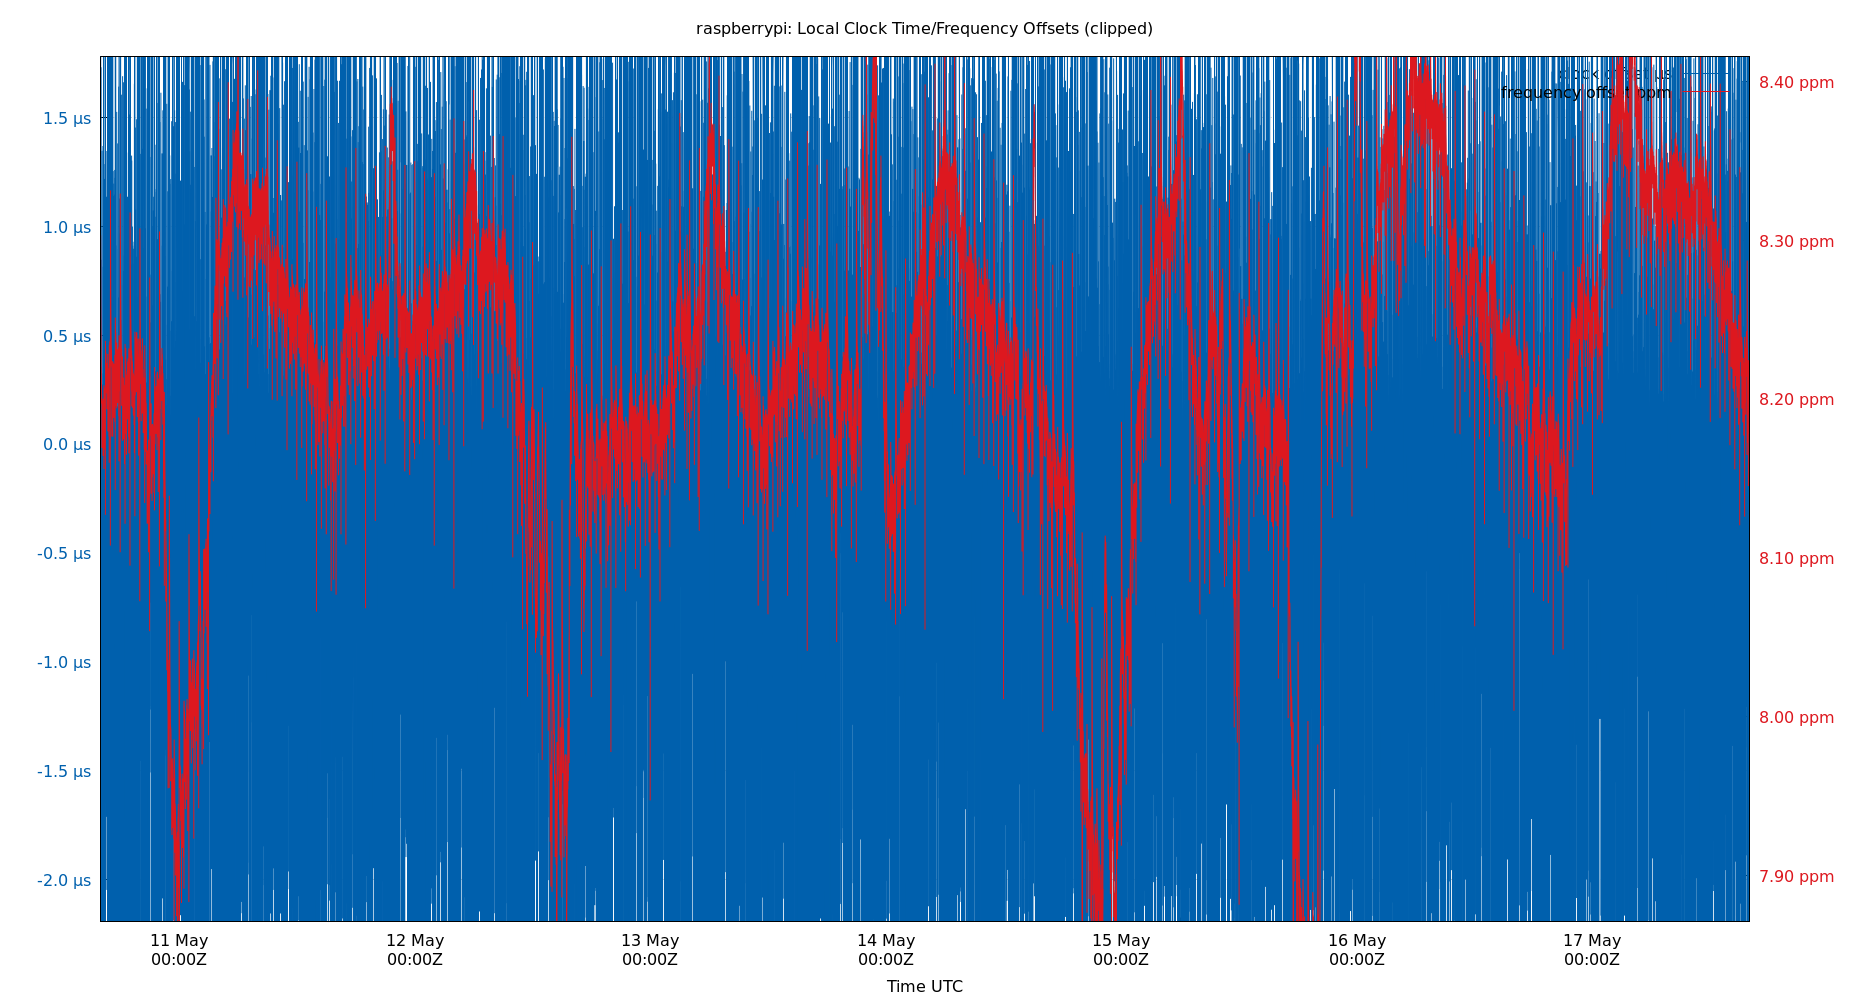 raspberrypi: Local Clock Time/Frequency Offsets (clipped)
clock offset µs
frequency offset ppm
1.5 µs
1.0 µs
0.5 µs
0.0 µs
-0.5 µs
-1.0 µs
-1.5 µs
-2.0 µs
8.40 ppm
8.30 ppm
8.20 ppm
8.10 ppm
8.00 ppm
7.90 ppm
11 May
00:00Z
12 May
00:00Z
13 May
00:00Z
14 May
00:00Z
15 May
00:00Z
16 May
00:00Z
17 May
00:00Z
Time UTC